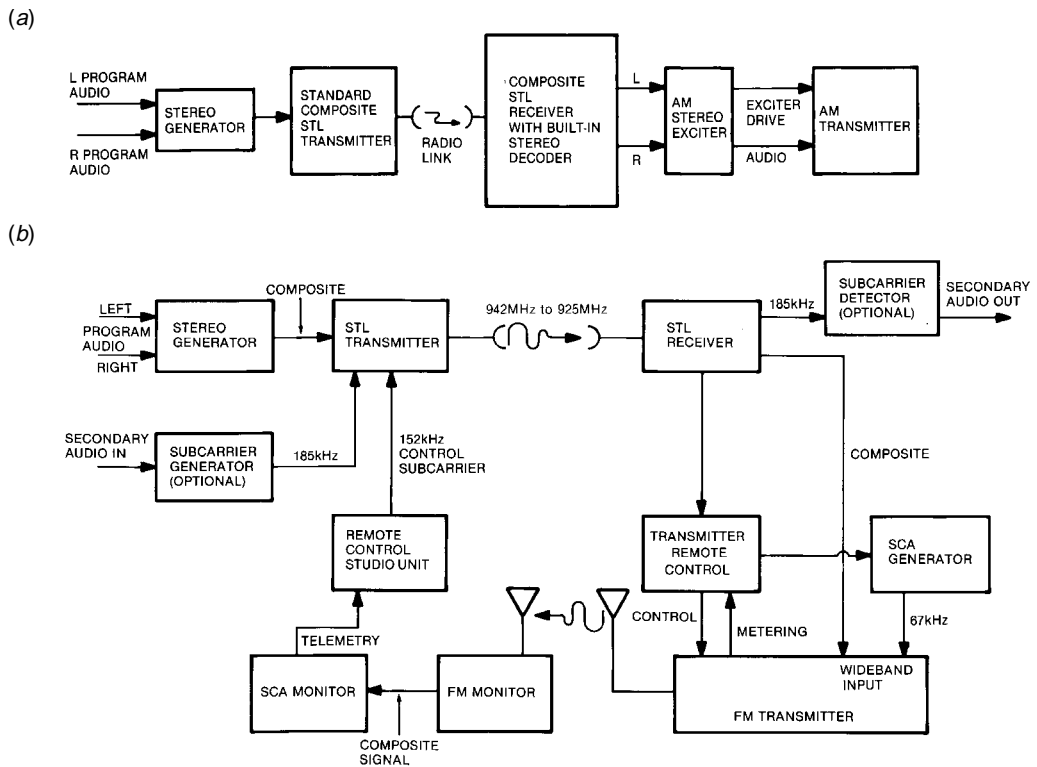 (a)
L PROGRAM
AUDIO
R PROGRAM
AUDIO
STEREO
GENERATOR
STANDARD
COMPOSITE
STL
TRANSMITTER
RADIO
LINK
COMPOSITE
STL
RECEIVER
WITH BUILT-IN
STEREO
DECODER
L
R
AM
STEREO
EXCITER
EXCITER
DRIVE
AUDIO
AM
TRANSMITTER
(b)
LEFT
PROGRAM
AUDIO
RIGHT
STEREO
GENERATOR
COMPOSITE
STL
TRANSMITTER
942MHz to 925MHz
STL
RECEIVER
185kHz
SUBCARRIER
DETECTOR
(OPTIONAL)
SECONDARY
AUDIO OUT
SECONDARY
AUDIO IN
SUBCARRIER
GENERATOR
(OPTIONAL)
185kHz
152kHz
CONTROL
SUBCARRIER
COMPOSITE
REMOTE
CONTROL
STUDIO UNIT
TRANSMITTER
REMOTE
CONTROL
SCA
GENERATOR
TELEMETRY
CONTROL
METERING
67kHz
SCA MONITOR
FM MONITOR
WIDEBAND
INPUT
FM TRANSMITTER
COMPOSITE
SIGNAL